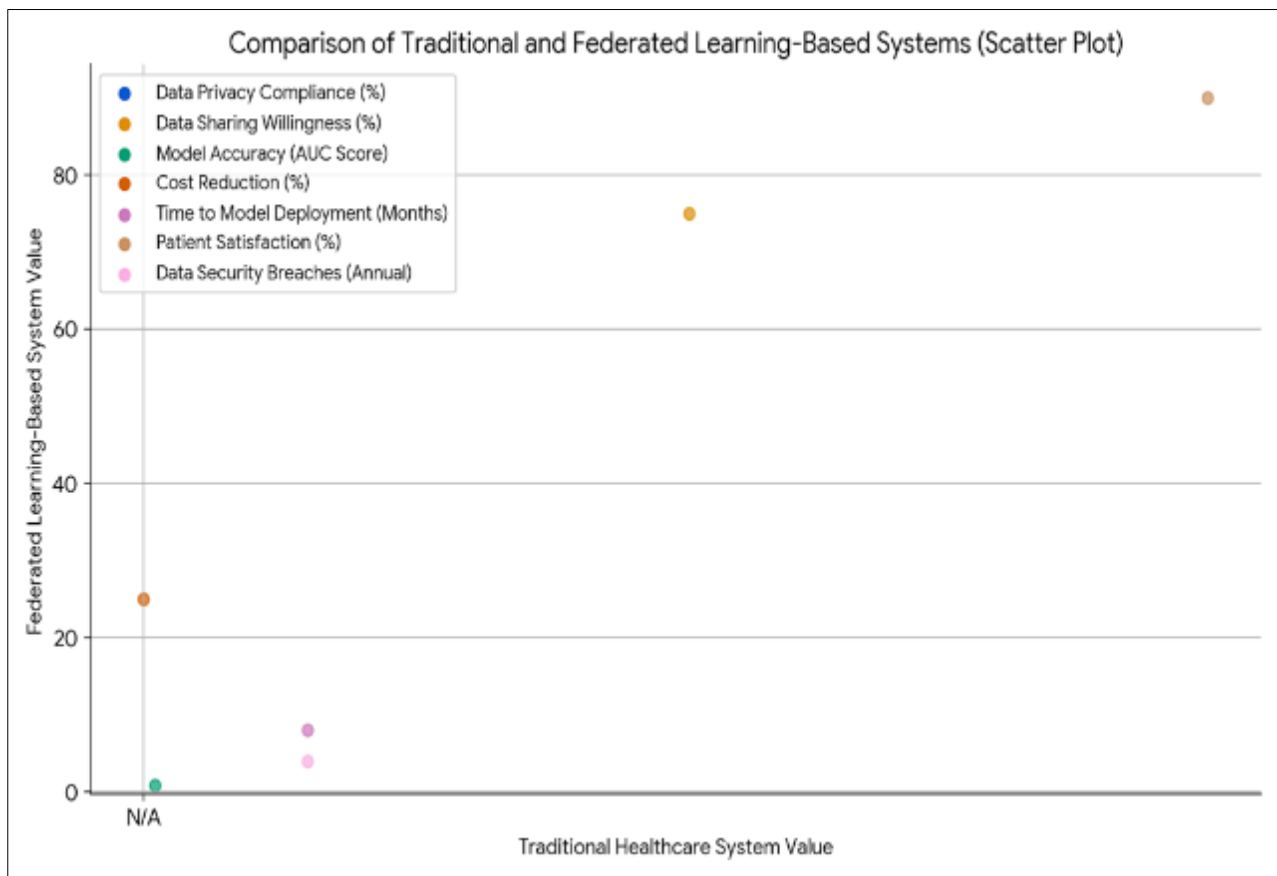 Comparison of Traditional and Federated Learning-Based Systems (Scatter Plot)
Data Privacy Compliance (%)
Data Sharing Willingness (%)
Model Accuracy (AUC Score)
Cost Reduction (%)
Time to Model Deployment (Months)
Patient Satisfaction (%)
Data Security Breaches (Annual)
Federated Learning-Based System Value
80
60
40
20
0
N/A
Traditional Healthcare System Value